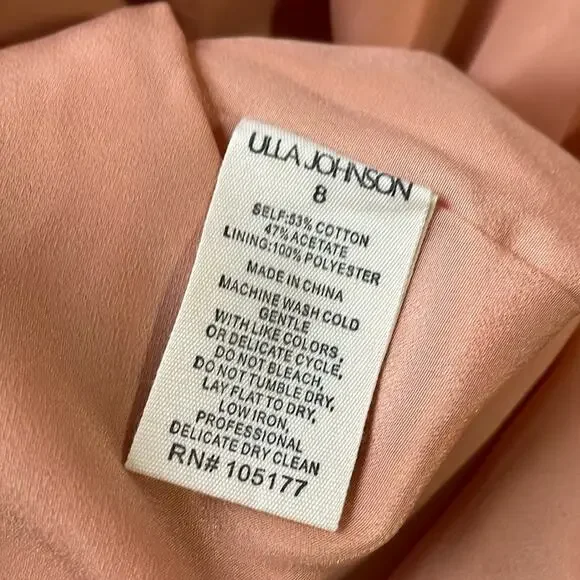 ULLA JOHNSON
8
SELF:53% COTTON
47% ACETATE
LINING:100% POLYESTER
MADE IN CHINA
MACHINE WASH COLD
GENTLE
WITH LIKE COLORS,
OR DELICATE CYCLE,
DO NOT BLEACH,
DO NOT TUMBLE DRY,
LAY FLAT TO DRY,
LOW IRON,
PROFESSIONAL
DELICATE DRY CLEAN
RN# 105177